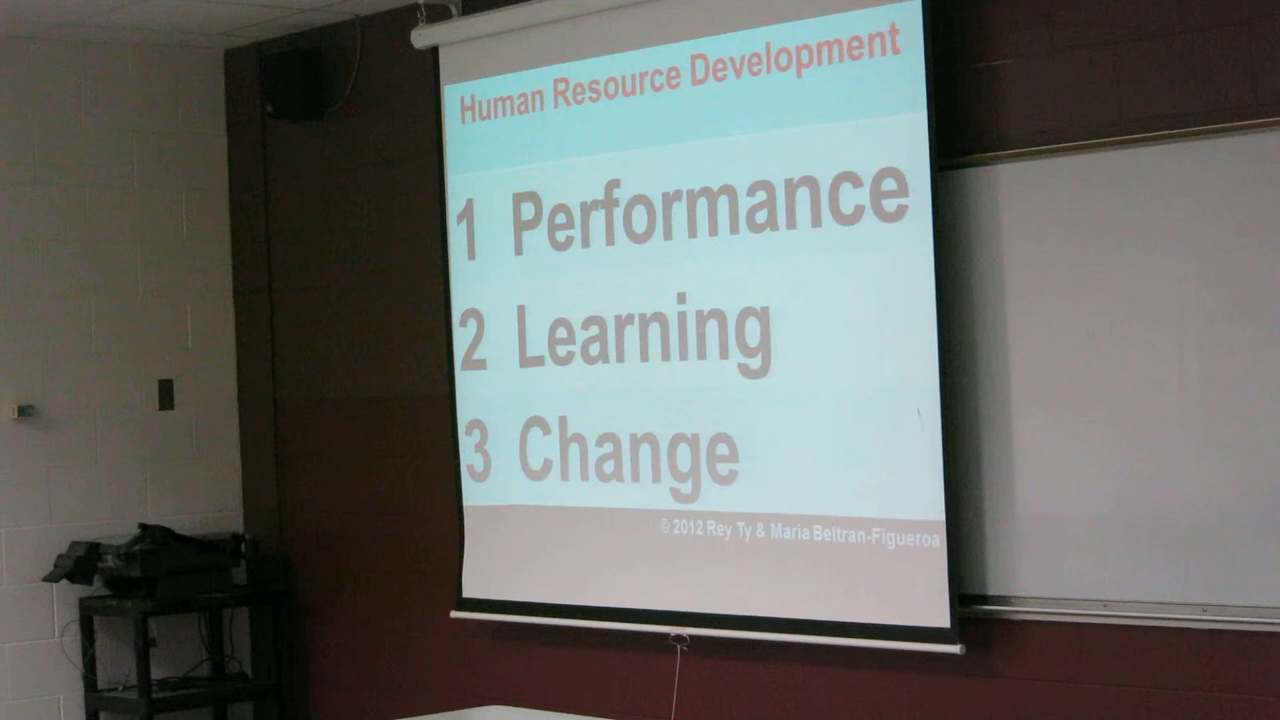 Human Resource Development
1 Performance
2 Learning
3 Change
© 2012 Rey Ty & Maria Beltran-Figueroa